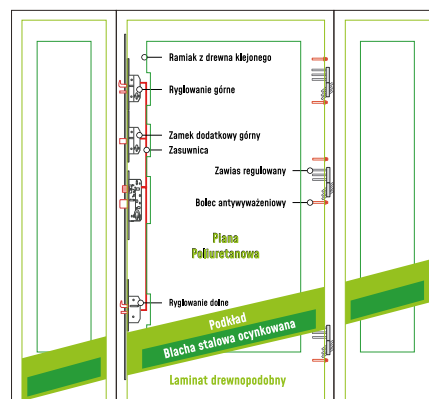 Ramiak z drewna klejonego
Ryglowanie górne
Zamek dodatkowy górny
Zasuwnica
Zawias regulowany
Bolec antywyważeniowy
Piana
Poliuretanowa
Ryglowanie dolne
Podkład
Blacha stalowa ocynkowana
Laminat drewnopodobny